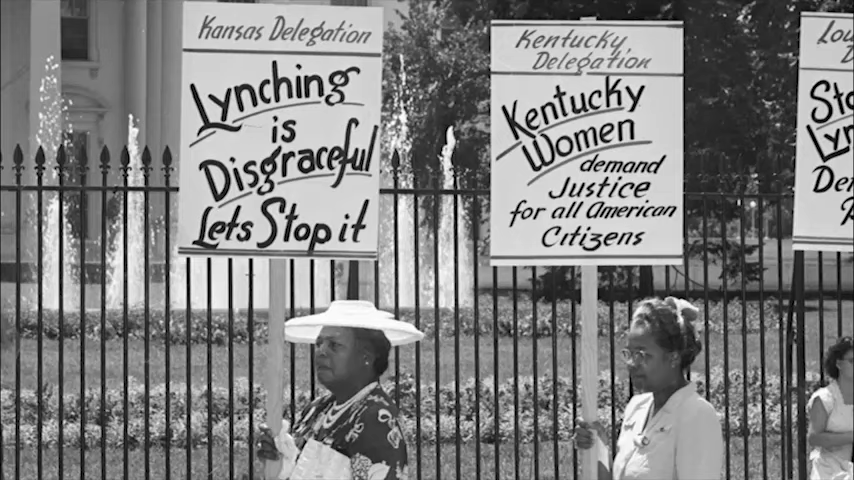 Kansas Delegation
Lynching
is
Disgraceful
Lets Stop it
Kentucky
Delegation
Kentucky
Women
demand
Justice
for all American
Citizens